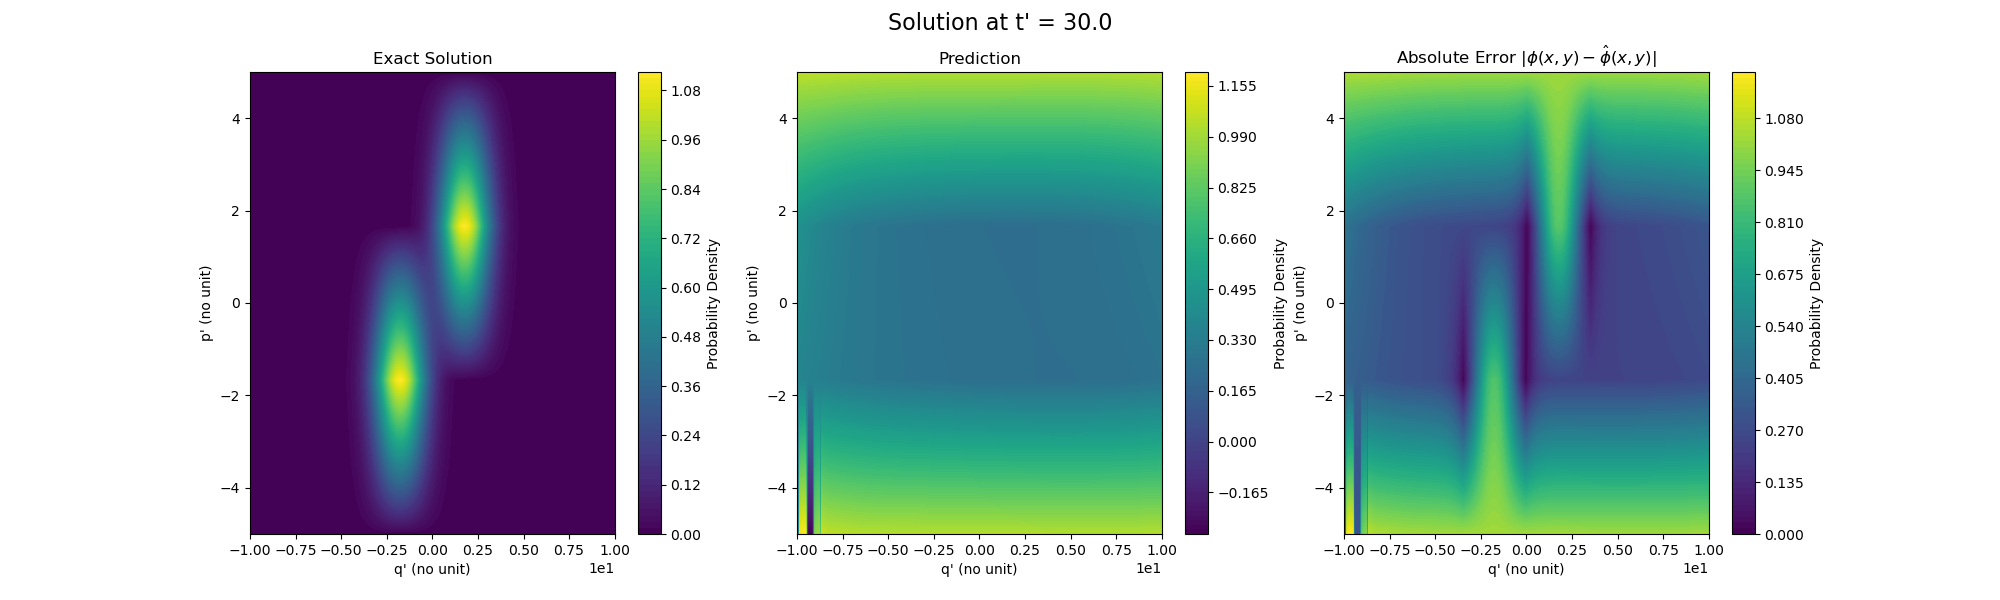 Solution at t' = 30.0
Exact Solution
4
2
0
−2
−4
p' (no unit)
−1.00 −0.75 −0.50 −0.25 0.00 0.25 0.50 0.75 1.00
q' (no unit)
1e1
1.08
0.96
0.84
0.72
0.60
0.48
0.36
0.24
0.12
0.00
Probability Density
Prediction
4
2
0
−2
−4
p' (no unit)
−1.00 −0.75 −0.50 −0.25 0.00 0.25 0.50 0.75 1.00
q' (no unit)
1e1
1.155
0.990
0.825
0.660
0.495
0.330
0.165
0.000
−0.165
Probability Density
Absolute Error |ϕ(x, y) − ϕ̂(x, y)|
4
2
0
−2
−4
p' (no unit)
−1.00 −0.75 −0.50 −0.25 0.00 0.25 0.50 0.75 1.00
q' (no unit)
1e1
1.080
0.945
0.810
0.675
0.540
0.405
0.270
0.135
0.000
Probability Density